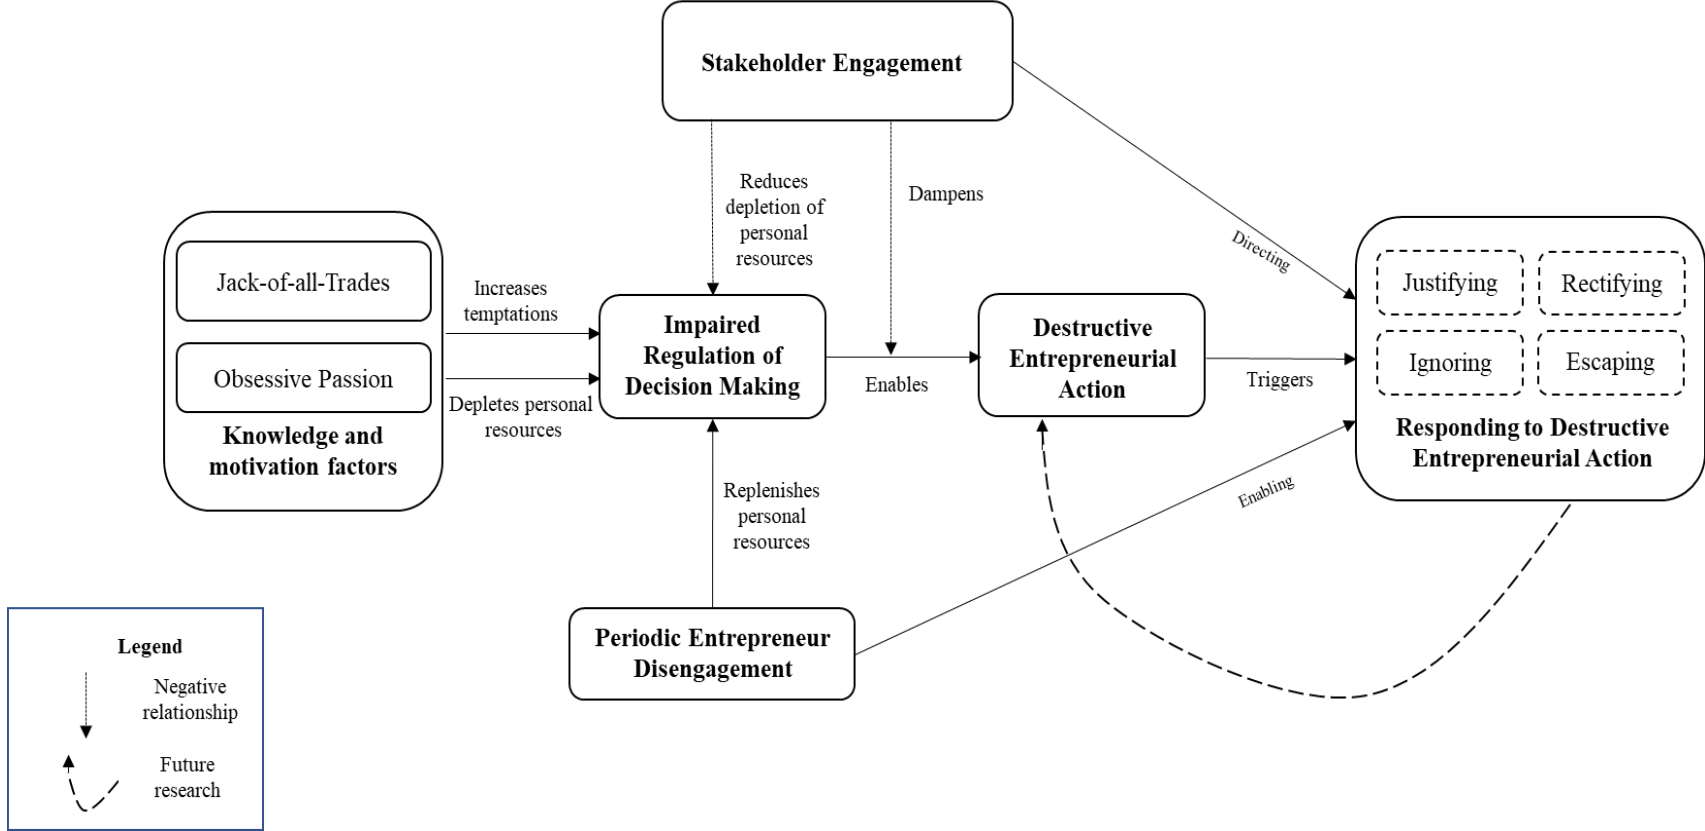 Stakeholder Engagement
Reduces
depletion of
personal
resources
Dampens
Directing
Jack-of-all-Trades
Obsessive Passion
Knowledge and
motivation factors
Increases
temptations
Depletes personal
resources
Impaired
Regulation of
Decision Making
Enables
Destructive
Entrepreneurial
Action
Triggers
Justifying
Rectifying
Ignoring
Escaping
Responding to Destructive
Entrepreneurial Action
Replenishes
personal
resources
Enabling
Periodic Entrepreneur
Disengagement
Legend
Negative
relationship
Future
research